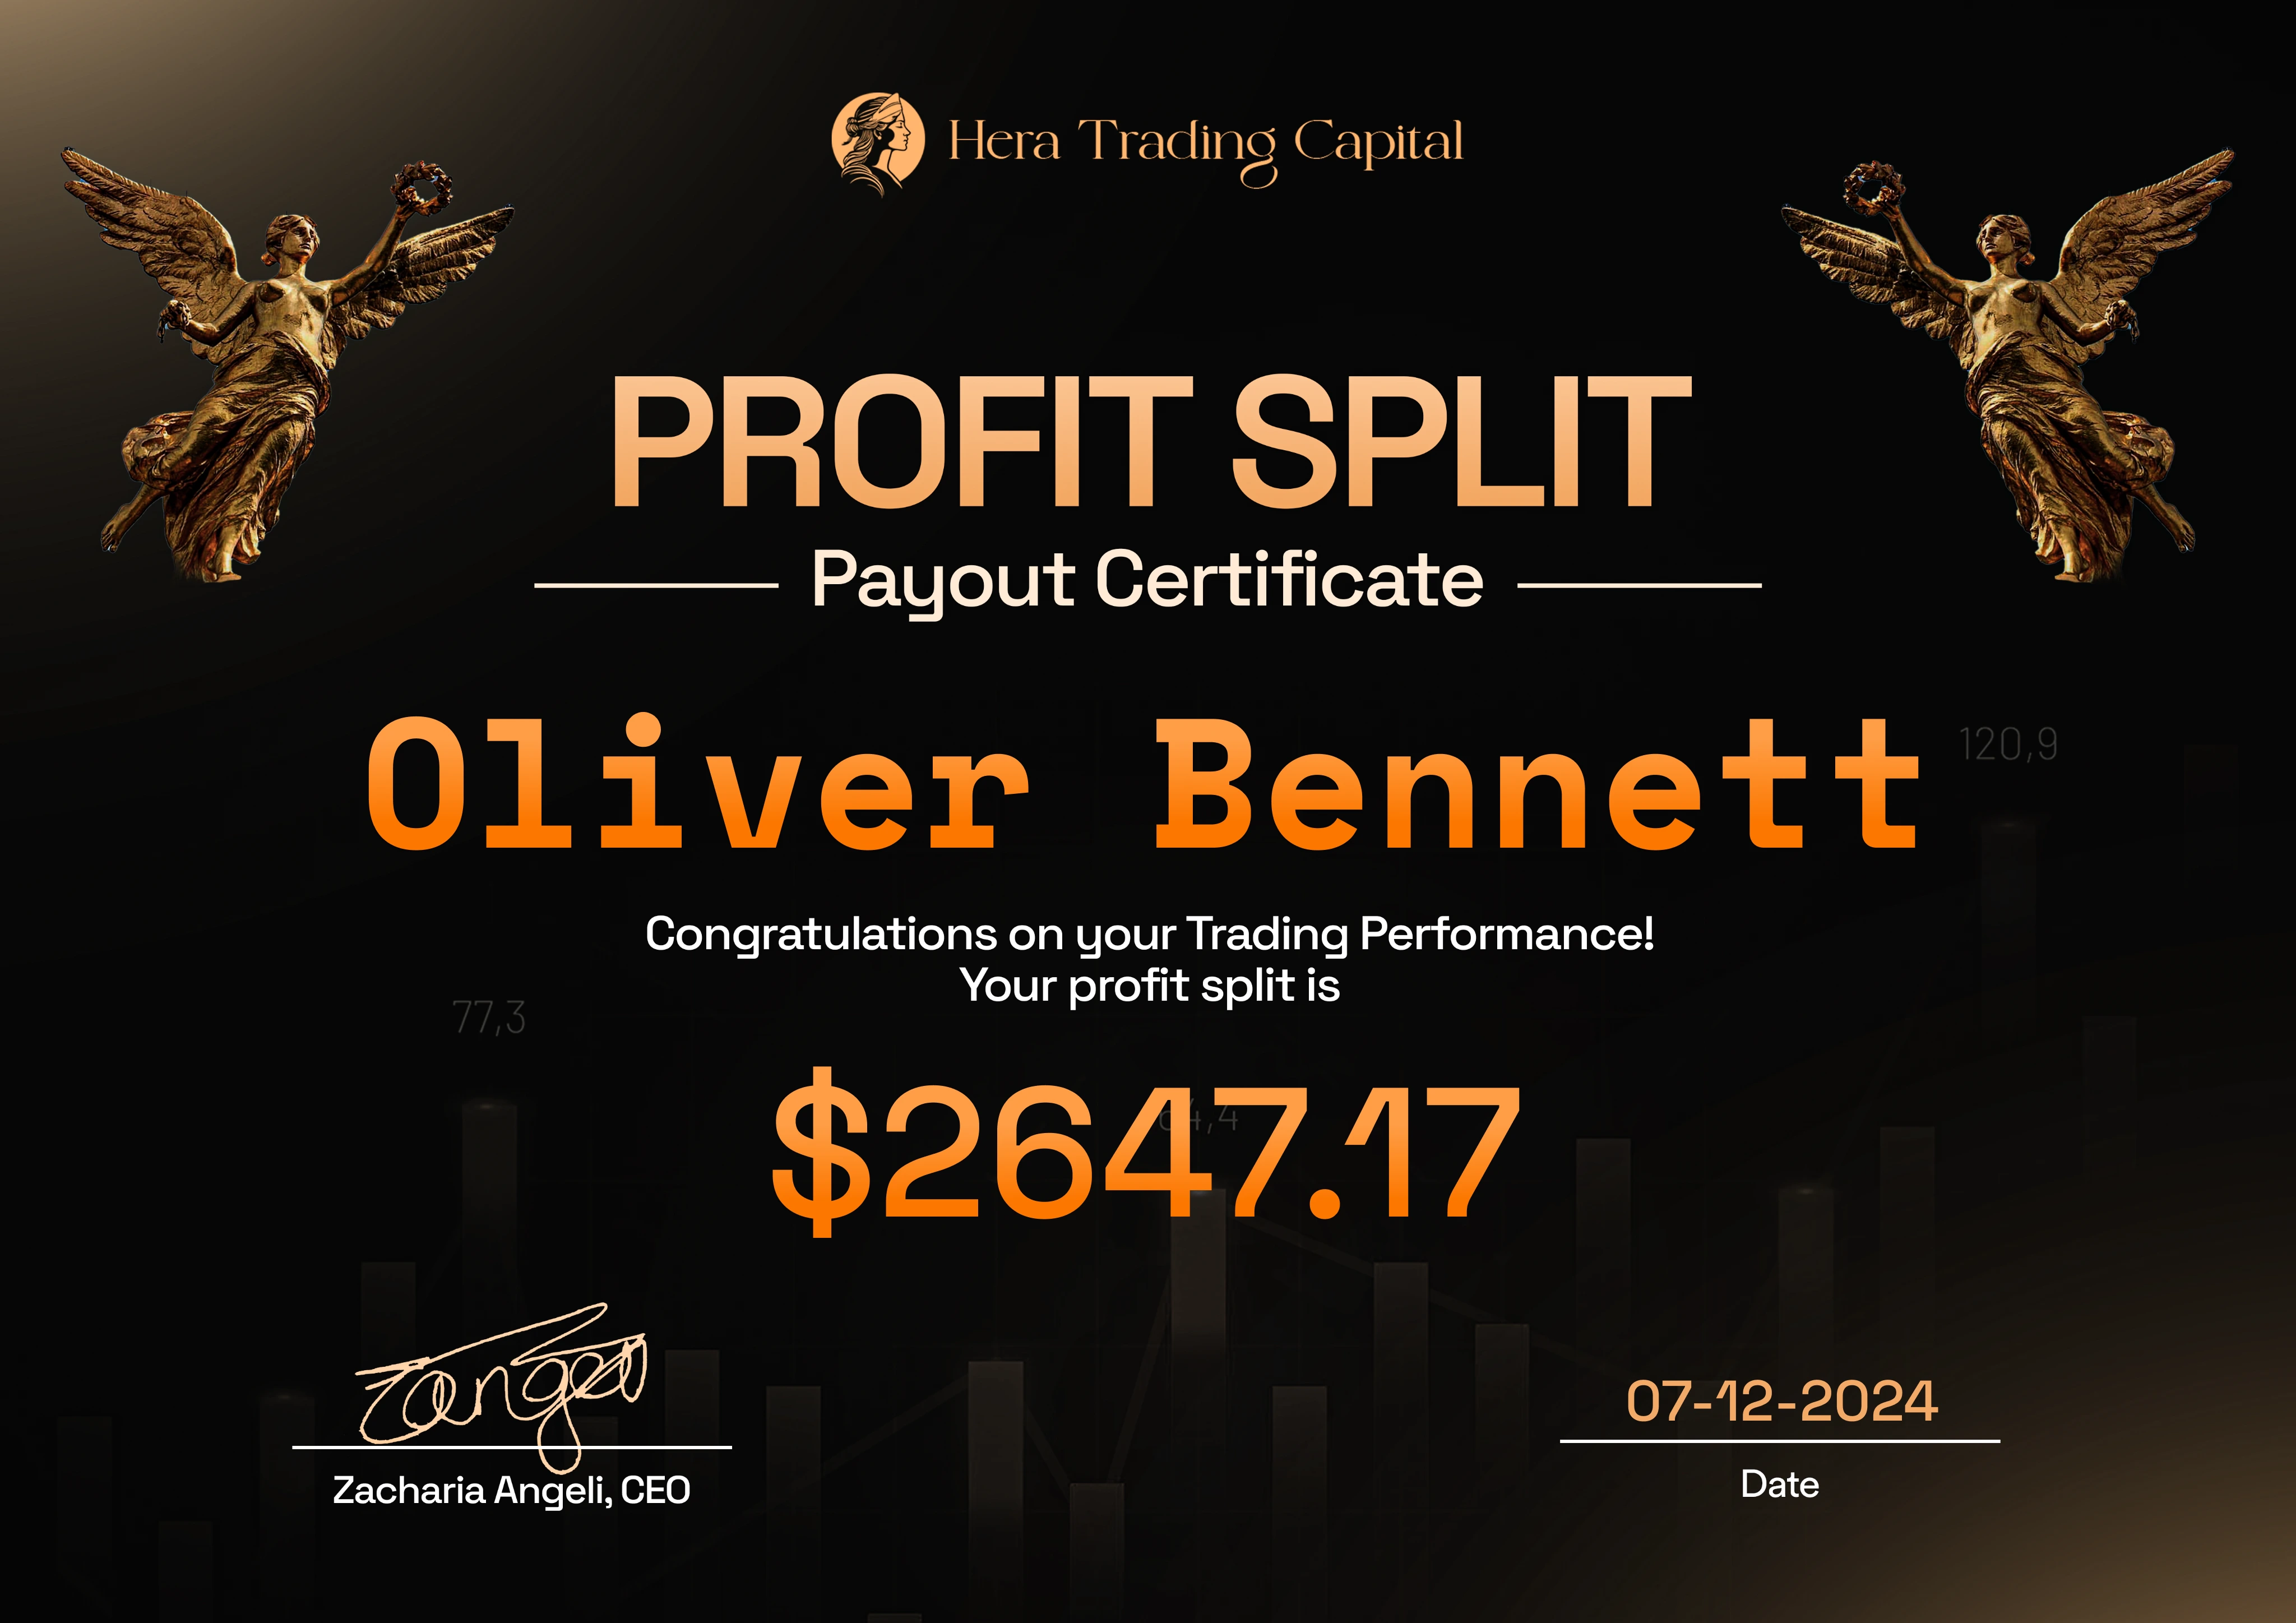 Hera Trading Capital
PROFIT SPLIT
Payout Certificate
Oliver Bennett
120,9
Congratulations on your Trading Performance!
Your profit split is
77,3
$2647.17
07-12-2024
Zacharia Angeli, CEO
Date